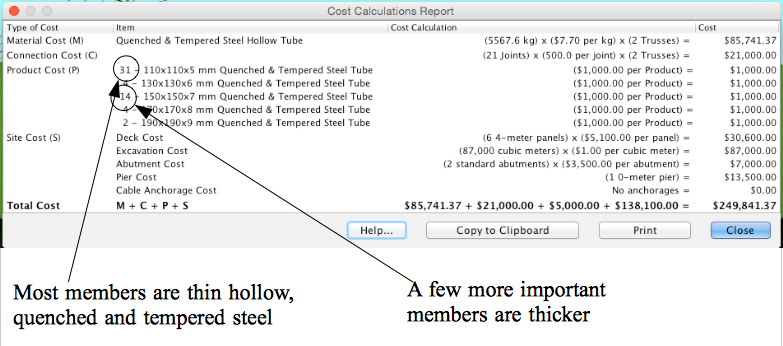 Cost Calculations Report
Type of Cost Item Cost Calculation Cost
Material Cost (M) Quenched & Tempered Steel Hollow Tube (5567.6 kg) x ($7.70 per kg) x (2 Trusses) = $85,741.37
Connection Cost (C) (21 Joints) x (500.0 per joint) x (2 Trusses) = $21,000.00
Product Cost (P) 31 - 110x110x5 mm Quenched & Tempered Steel Tube ($1,000.00 per Product) = $1,000.00
4 - 130x130x6 mm Quenched & Tempered Steel Tube ($1,000.00 per Product) = $1,000.00
14 - 150x150x7 mm Quenched & Tempered Steel Tube ($1,000.00 per Product) = $1,000.00
4 - 170x170x8 mm Quenched & Tempered Steel Tube ($1,000.00 per Product) = $1,000.00
2 - 190x190x9 mm Quenched & Tempered Steel Tube ($1,000.00 per Product) = $1,000.00
Site Cost (S) Deck Cost (6 4-meter panels) x ($5,100.00 per panel) = $30,600.00
Excavation Cost (87,000 cubic meters) x ($1.00 per cubic meter) = $87,000.00
Abutment Cost (2 standard abutments) x ($3,500.00 per abutment) = $7,000.00
Pier Cost (1 0-meter pier) = $13,500.00
Cable Anchorage Cost No anchorages = $0.00
Total Cost M + C + P + S $85,741.37 + $21,000.00 + $5,000.00 + $138,100.00 = $249,841.37
Help... Copy to Clipboard Print Close
Most members are thin hollow,
quenched and tempered steel
A few more important
members are thicker